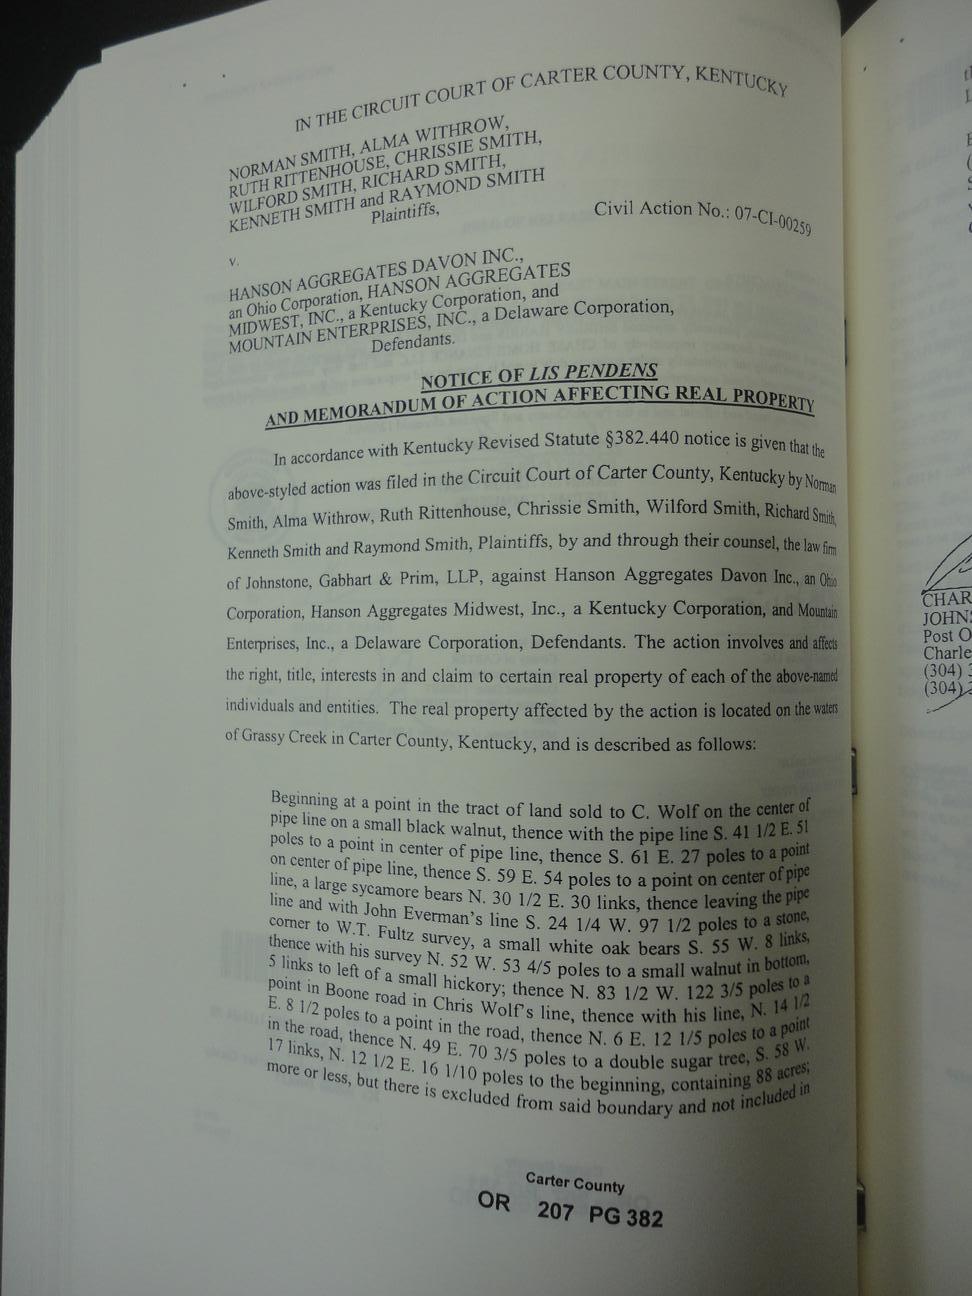 IN THE CIRCUIT COURT OF CARTER COUNTY, KENTUCKY
NORMAN SMITH, ALMA WITHROW,
RUTH RITTENHOUSE, CHRISSIE SMITH,
WILFORD SMITH, RICHARD SMITH,
KENNETH SMITH and RAYMOND SMITH
Plaintiffs,
Civil Action No.: 07-CI-00259
v.
HANSON AGGREGATES DAVON INC.,
an Ohio Corporation, HANSON AGGREGATES
MIDWEST, INC., a Kentucky Corporation, and
MOUNTAIN ENTERPRISES, INC., a Delaware Corporation,
Defendants.
NOTICE OF LIS PENDENS
AND MEMORANDUM OF ACTION AFFECTING REAL PROPERTY
In accordance with Kentucky Revised Statute §382.440 notice is given that the
above-styled action was filed in the Circuit Court of Carter County, Kentucky by Norman
Smith, Alma Withrow, Ruth Rittenhouse, Chrissie Smith, Wilford Smith, Richard Smith,
Kenneth Smith and Raymond Smith, Plaintiffs, by and through their counsel, the law firm
of Johnstone, Gabhart & Prim, LLP, against Hanson Aggregates Davon Inc., an Ohio
Corporation, Hanson Aggregates Midwest, Inc., a Kentucky Corporation, and Mountain
Enterprises, Inc., a Delaware Corporation, Defendants. The action involves and affects
the right, title, interests in and claim to certain real property of each of the above-named
individuals and entities. The real property affected by the action is located on the waters
of Grassy Creek in Carter County, Kentucky, and is described as follows:
Beginning at a point in the tract of land sold to C. Wolf on the center of
pipe line on a small black walnut, thence with the pipe line S. 41 1/2 E. 51
poles to a point in center of pipe line, thence S. 61 E. 27 poles to a point
on center of pipe line, thence S. 59 E. 54 poles to a point on center of pipe
line, a large sycamore bears N. 30 1/2 E. 30 links, thence leaving the pipe
line and with John Everman's line S. 24 1/4 W. 97 1/2 poles to a stone,
corner to W.T. Fultz survey, a small white oak bears S. 55 W. 8 links,
thence with his survey N. 52 W. 53 4/5 poles to a small walnut in bottom,
5 links to left of a small hickory; thence N. 83 1/2 W. 122 3/5 poles to a
point in Boone road in Chris Wolf's line, thence with his line, N. 14 1/2
E. 8 1/2 poles to a point in the road, thence N. 6 E. 12 1/5 poles to a point
in the road, thence N. 49 E. 70 3/5 poles to a double sugar tree, S. 58 W.
17 links, N. 12 1/2 E. 16 1/10 poles to the beginning, containing 88 acres;
more or less, but there is excluded from said boundary and not included in
Carter County
OR 207 PG 382
CHAR
JOHN
Post O
Charle
(304)
(304)